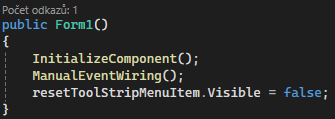 Počet odkazů: 1
public Form1()
{
InitializeComponent();
ManualEventWiring();
resetToolStripMenuItem.Visible = false;
}